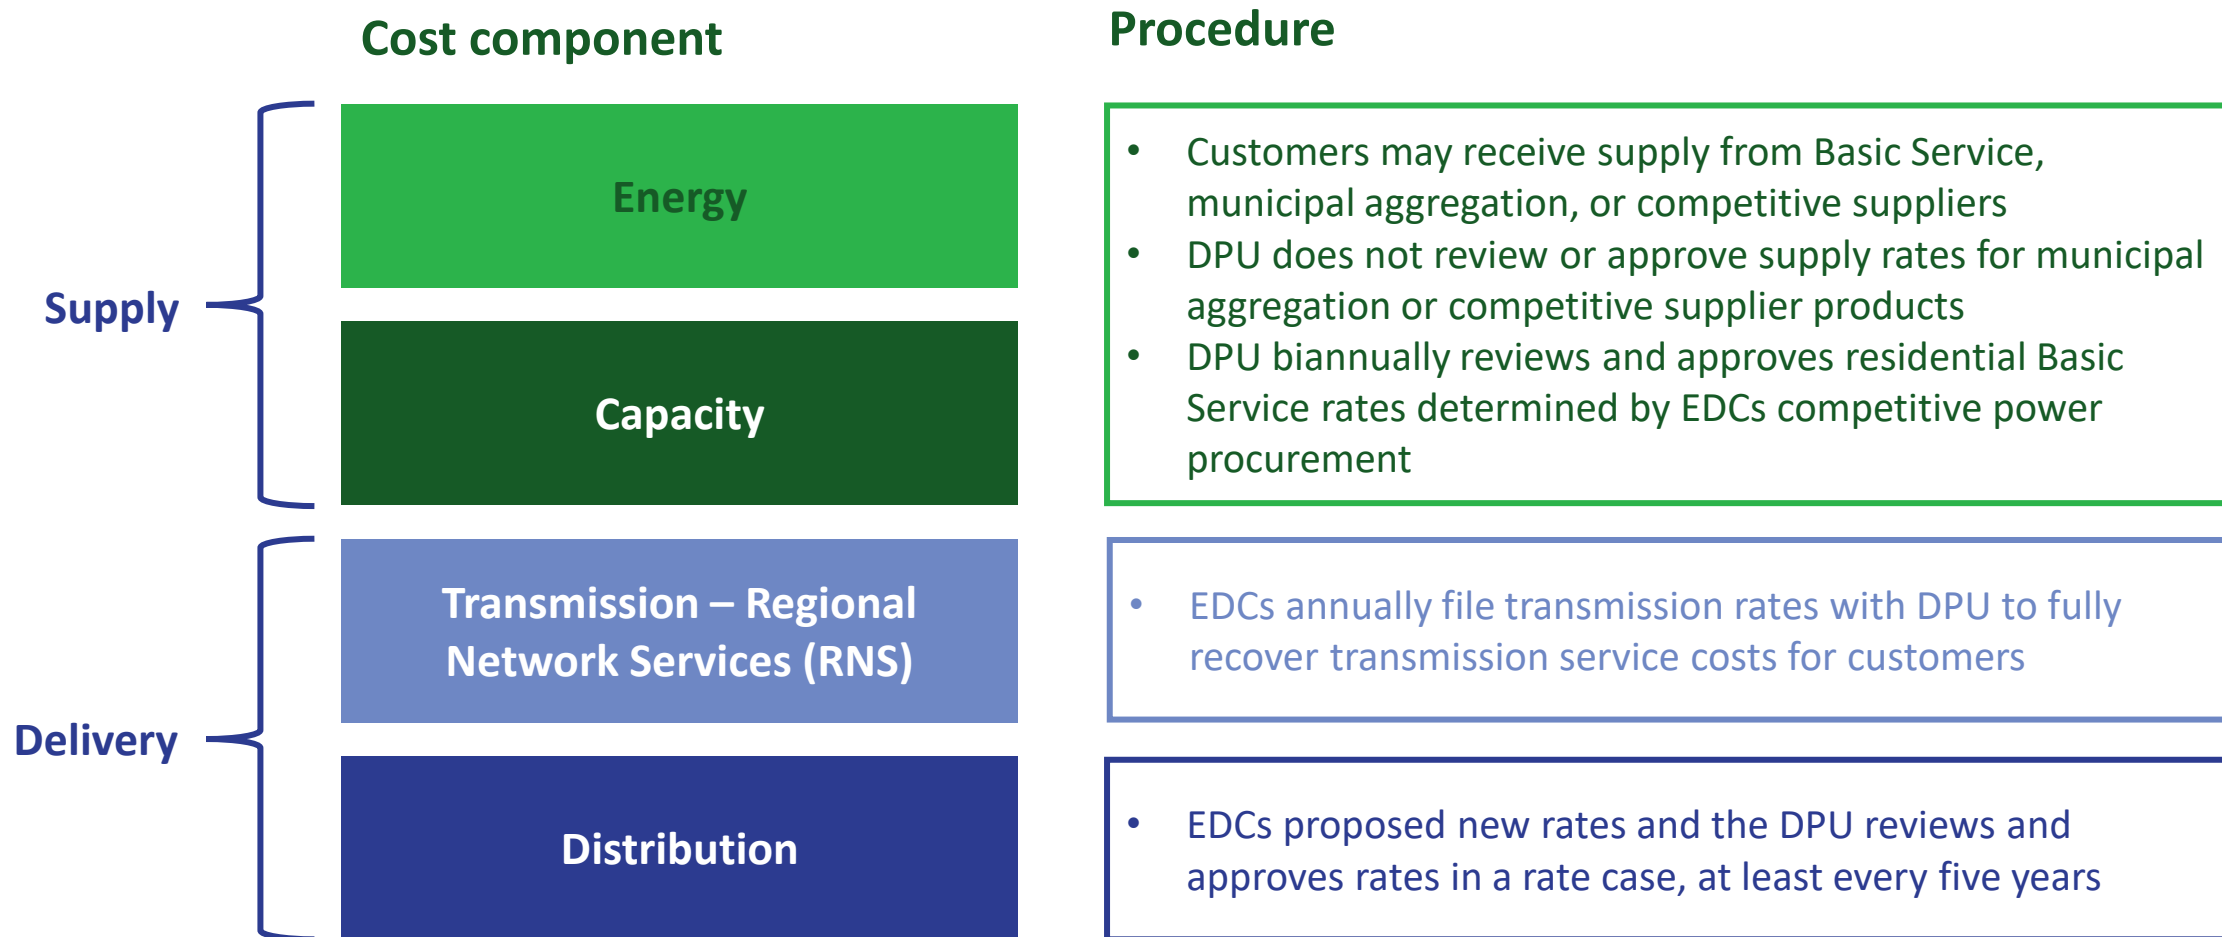 Cost component
Procedure
Supply
Energy
Capacity
• Customers may receive supply from Basic Service,
municipal aggregation, or competitive suppliers
• DPU does not review or approve supply rates for municipal
aggregation or competitive supplier products
• DPU biannually reviews and approves residential Basic
Service rates determined by EDCs competitive power
procurement
Delivery
Transmission – Regional
Network Services (RNS)
• EDCs annually file transmission rates with DPU to fully
recover transmission service costs for customers
Distribution
• EDCs proposed new rates and the DPU reviews and
approves rates in a rate case, at least every five years